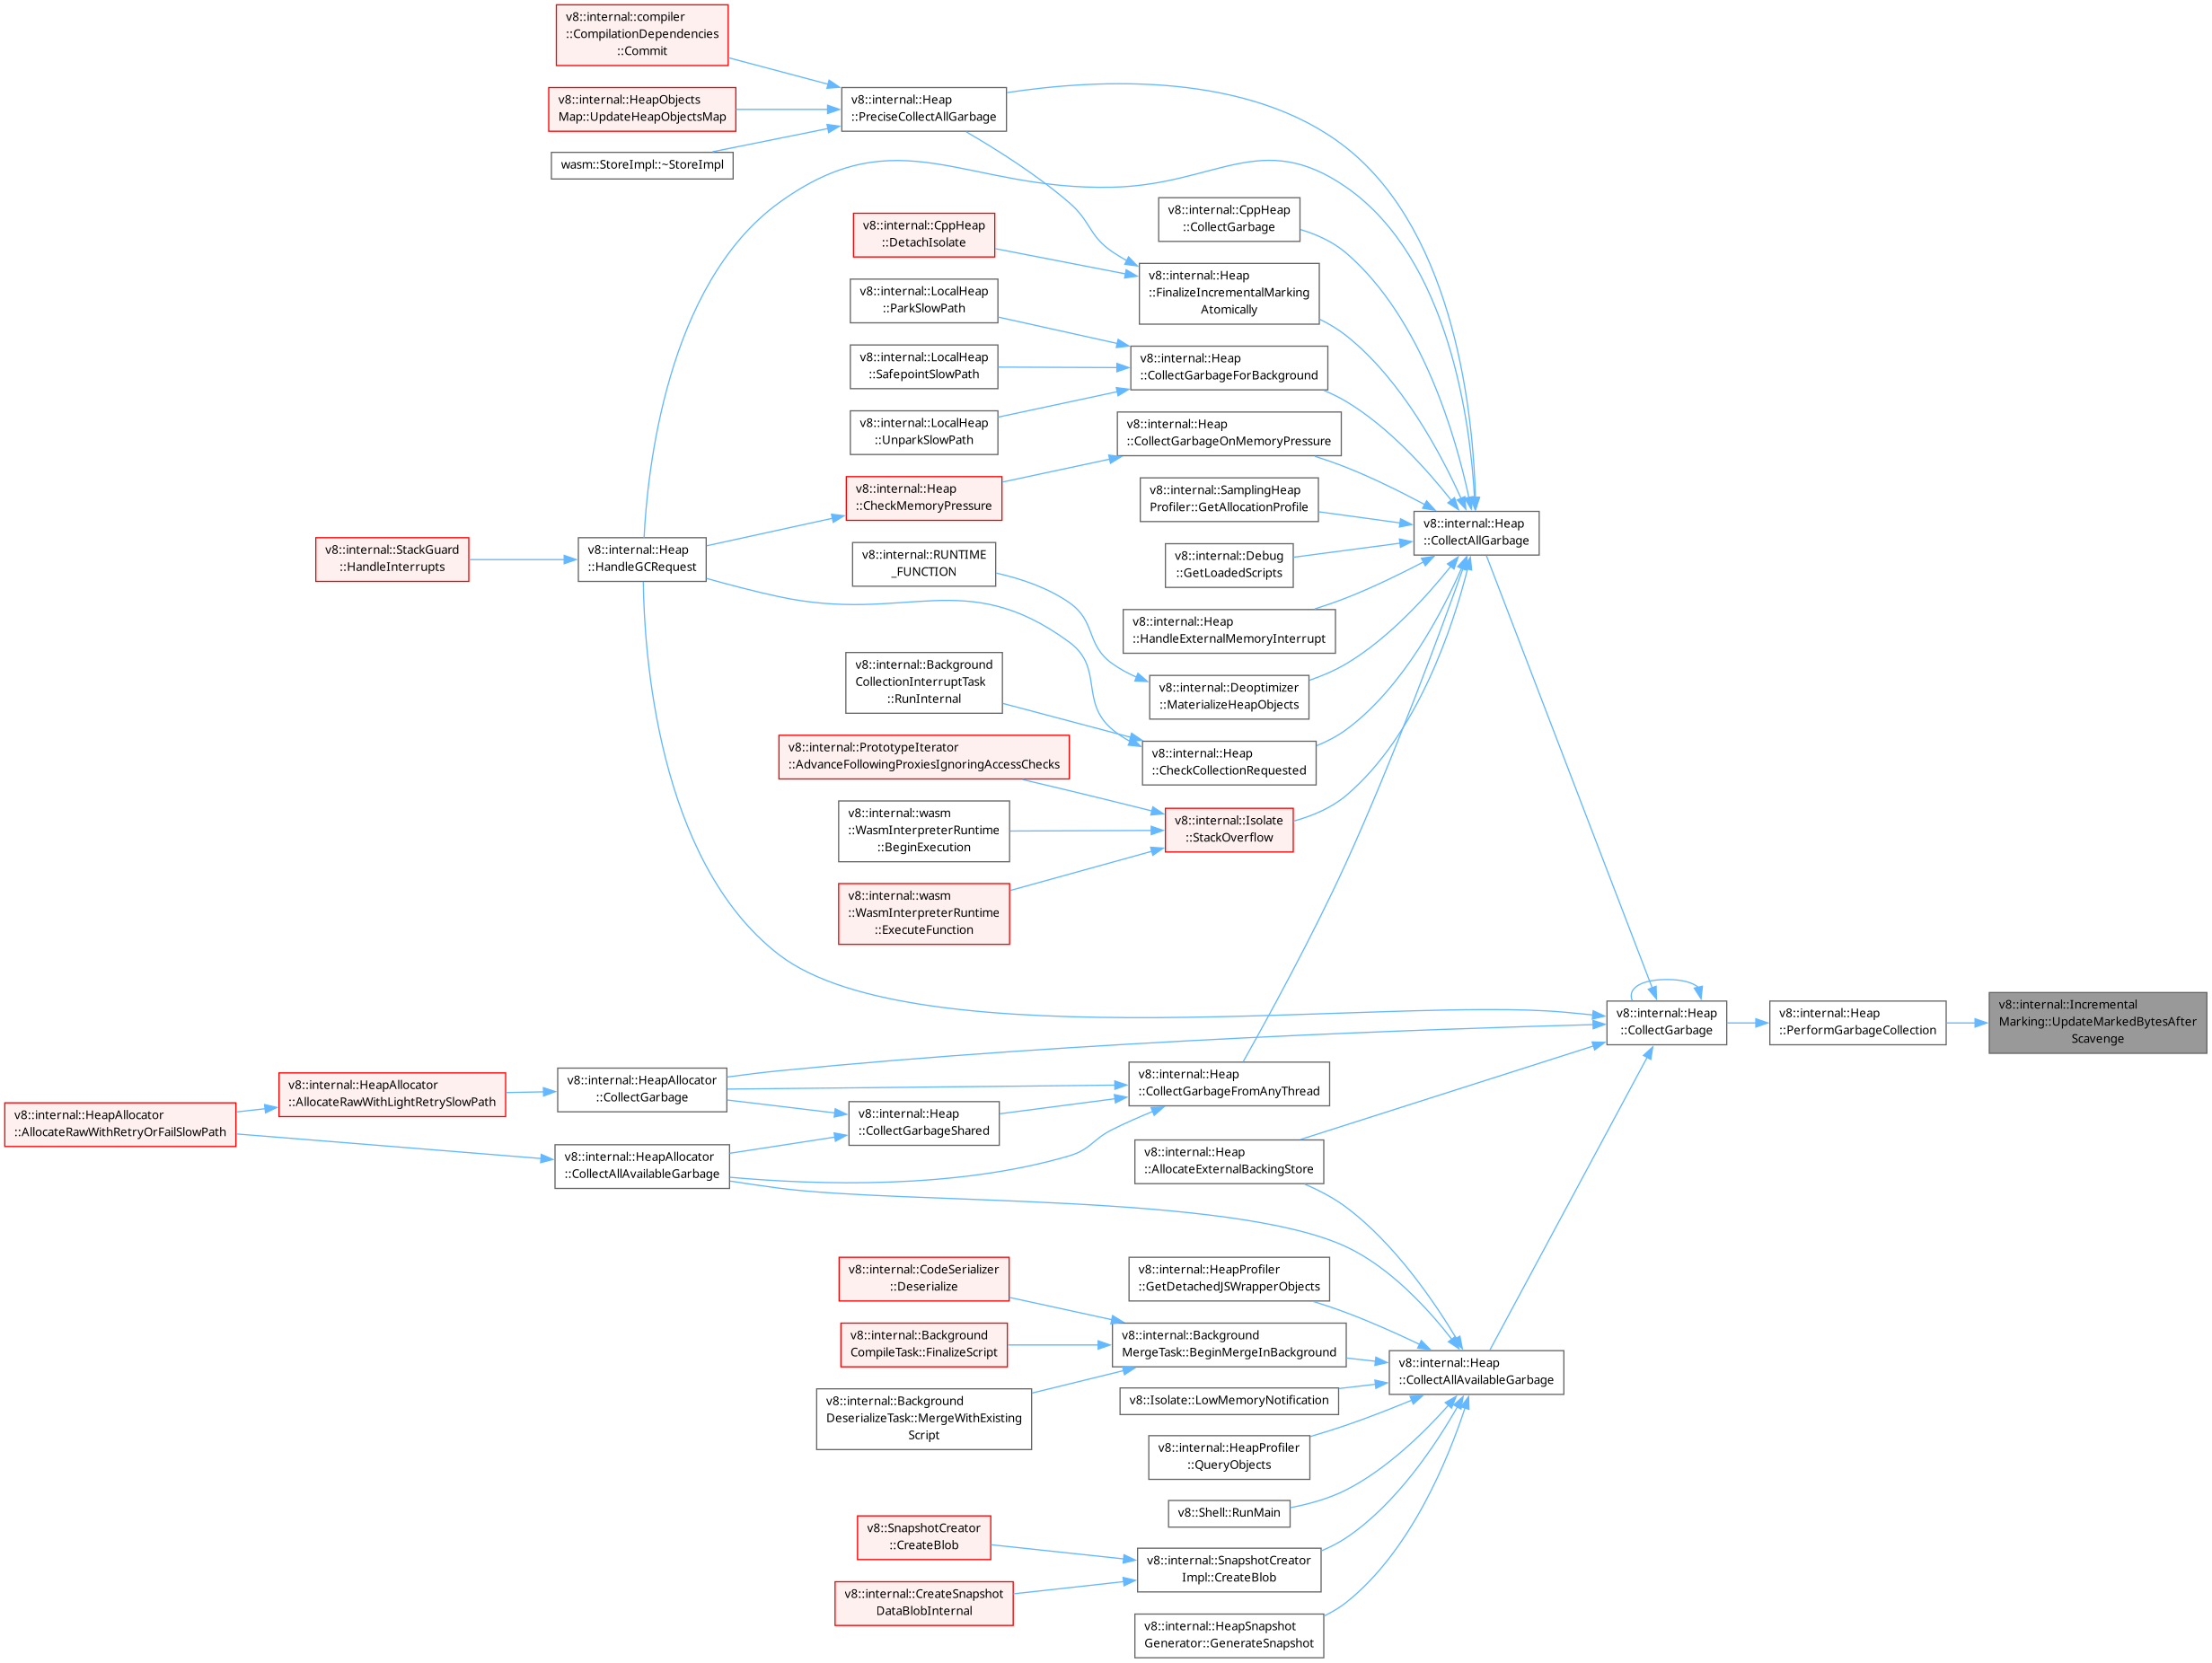 v8::internal::compiler
::CompilationDependencies
::Commit
v8::internal::HeapObjects
Map::UpdateHeapObjectsMap
v8::internal::Heap
::PreciseCollectAllGarbage
wasm::StoreImpl::~StoreImpl
v8::internal::CppHeap
::CollectGarbage
v8::internal::CppHeap
::DetachIsolate
v8::internal::Heap
::FinalizeIncrementalMarking
Atomically
v8::internal::LocalHeap
::ParkSlowPath
v8::internal::LocalHeap
::SafepointSlowPath
v8::internal::Heap
::CollectGarbageForBackground
v8::internal::LocalHeap
::UnparkSlowPath
v8::internal::Heap
::CollectGarbageOnMemoryPressure
v8::internal::Heap
::CheckMemoryPressure
v8::internal::SamplingHeap
Profiler::GetAllocationProfile
v8::internal::Heap
::CollectAllGarbage
v8::internal::StackGuard
::HandleInterrupts
v8::internal::Heap
::HandleGCRequest
v8::internal::RUNTIME
_FUNCTION
v8::internal::Debug
::GetLoadedScripts
v8::internal::Heap
::HandleExternalMemoryInterrupt
v8::internal::Background
CollectionInterruptTask
::RunInternal
v8::internal::Deoptimizer
::MaterializeHeapObjects
v8::internal::PrototypeIterator
::AdvanceFollowingProxiesIgnoringAccessChecks
v8::internal::Heap
::CheckCollectionRequested
v8::internal::wasm
::WasmInterpreterRuntime
::BeginExecution
v8::internal::Isolate
::StackOverflow
v8::internal::wasm
::WasmInterpreterRuntime
::ExecuteFunction
v8::internal::Heap
::CollectGarbage
v8::internal::Heap
::PerformGarbageCollection
v8::internal::Incremental
Marking::UpdateMarkedBytesAfter
Scavenge
v8::internal::HeapAllocator
::AllocateRawWithRetryOrFailSlowPath
v8::internal::HeapAllocator
::AllocateRawWithLightRetrySlowPath
v8::internal::HeapAllocator
::CollectGarbage
v8::internal::Heap
::CollectGarbageFromAnyThread
v8::internal::Heap
::CollectGarbageShared
v8::internal::HeapAllocator
::CollectAllAvailableGarbage
v8::internal::Heap
::AllocateExternalBackingStore
v8::internal::CodeSerializer
::Deserialize
v8::internal::HeapProfiler
::GetDetachedJSWrapperObjects
v8::internal::Background
CompileTask::FinalizeScript
v8::internal::Background
MergeTask::BeginMergeInBackground
v8::internal::Heap
::CollectAllAvailableGarbage
v8::internal::Background
DeserializeTask::MergeWithExisting
Script
v8::Isolate::LowMemoryNotification
v8::internal::HeapProfiler
::QueryObjects
v8::Shell::RunMain
v8::SnapshotCreator
::CreateBlob
v8::internal::SnapshotCreator
Impl::CreateBlob
v8::internal::CreateSnapshot
DataBlobInternal
v8::internal::HeapSnapshot
Generator::GenerateSnapshot